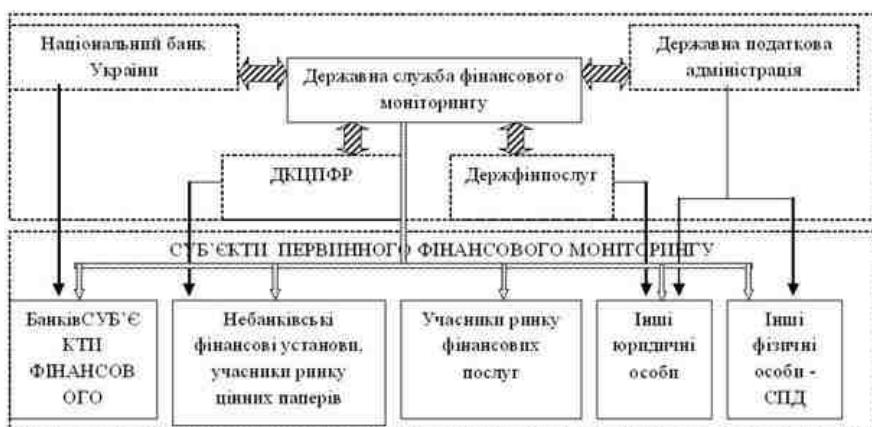 Національний банк
України
Державна служба фінансового
моніторингу
Державна податкова
адміністрація
ДКЦПФР
Держфінпослуг
СУБ'ЄКТИ ПЕРВИННОГО ФІНАНСОВОГО МОНІТОРИНГУ
БанківСУБ'Є
КТИ
ФІНАНСОВ
ОГО
Небанківські
фінансові установи,
учасники ринку
цінних паперів
Учасники ринку
фінансових
послуг
Інші
юридичні
особи
Інші
фізичні
особи -
СПД